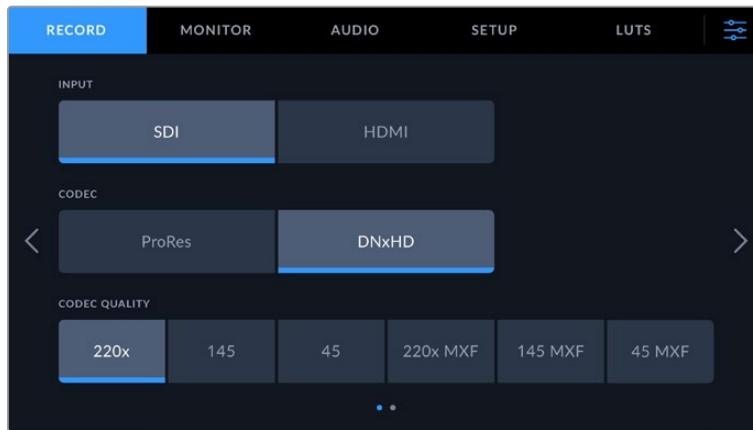 RECORD MONITOR AUDIO SETUP LUTS
INPUT
SDI HDMI
CODEC
ProRes DNxHD
CODEC QUALITY
220x 145 45 220x MXF 145 MXF 45 MXF